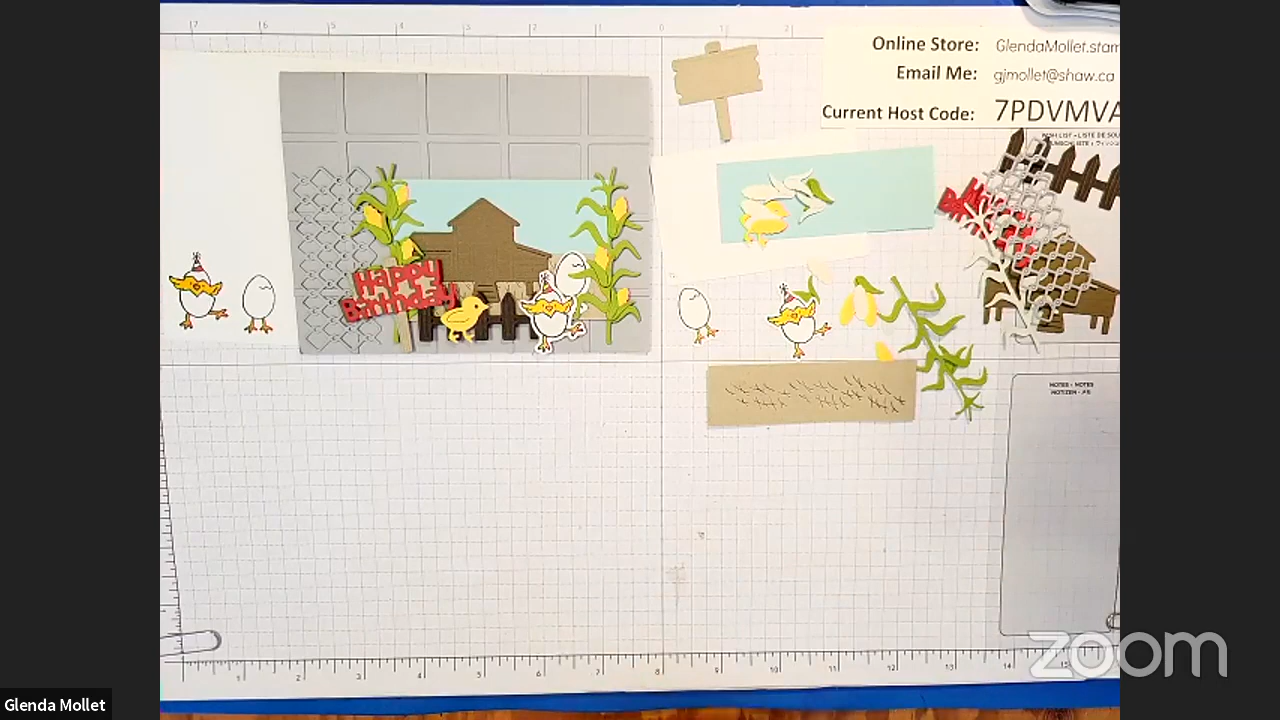 Online Store: GlendaMollet.stam
Email Me: gjmollet@shaw.ca
Current Host Code: 7PDVMVA
Happy
Birthday
NOTES • NOTES
zoom
Glenda Mollet